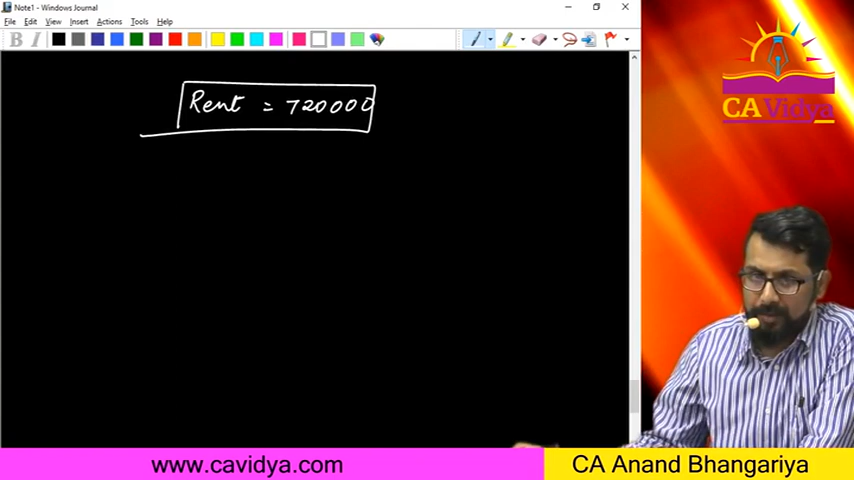 Note1 - Windows Journal
File Edit View Insert Actions Tools Help
B I
Rent = 720000
CA Vidya
www.cavidya.com
CA Anand Bhangariya